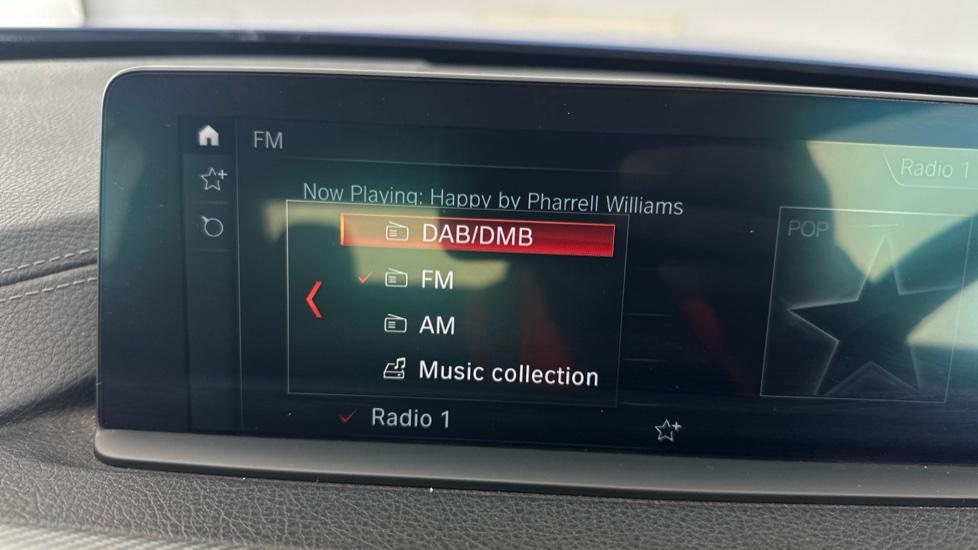 FM
Radio 1
Now Playing: Happy by Pharrell Williams
POP
DAB/DMB
FM
AM
Music collection
Radio 1